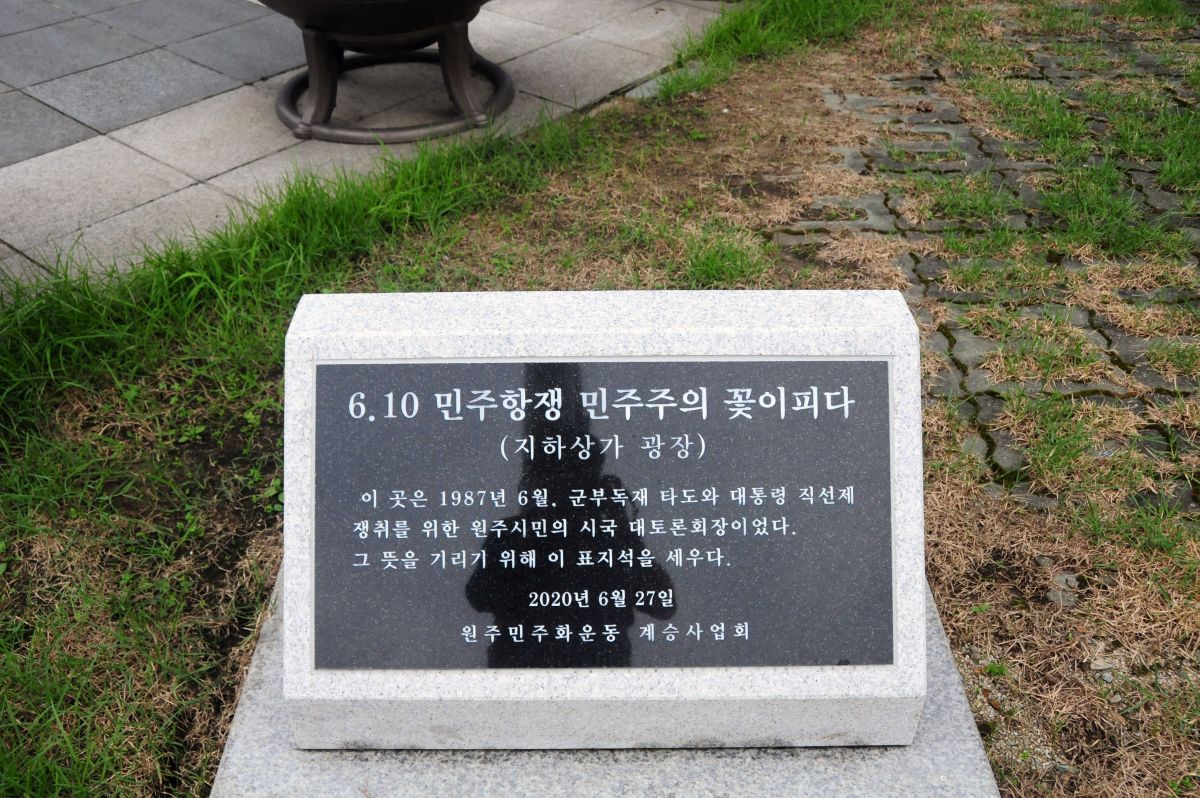 6.10 민주항쟁 민주주의 꽃이피다
(지하상가 광장)
이 곳은 1987년 6월, 군부독재 타도와 대통령 직선제
쟁취를 위한 원주시민의 시국 대토론회장이었다.
그 뜻을 기리기 위해 이 표지석을 세우다.
2020년 6월 27일
원주민주화운동 계승사업회